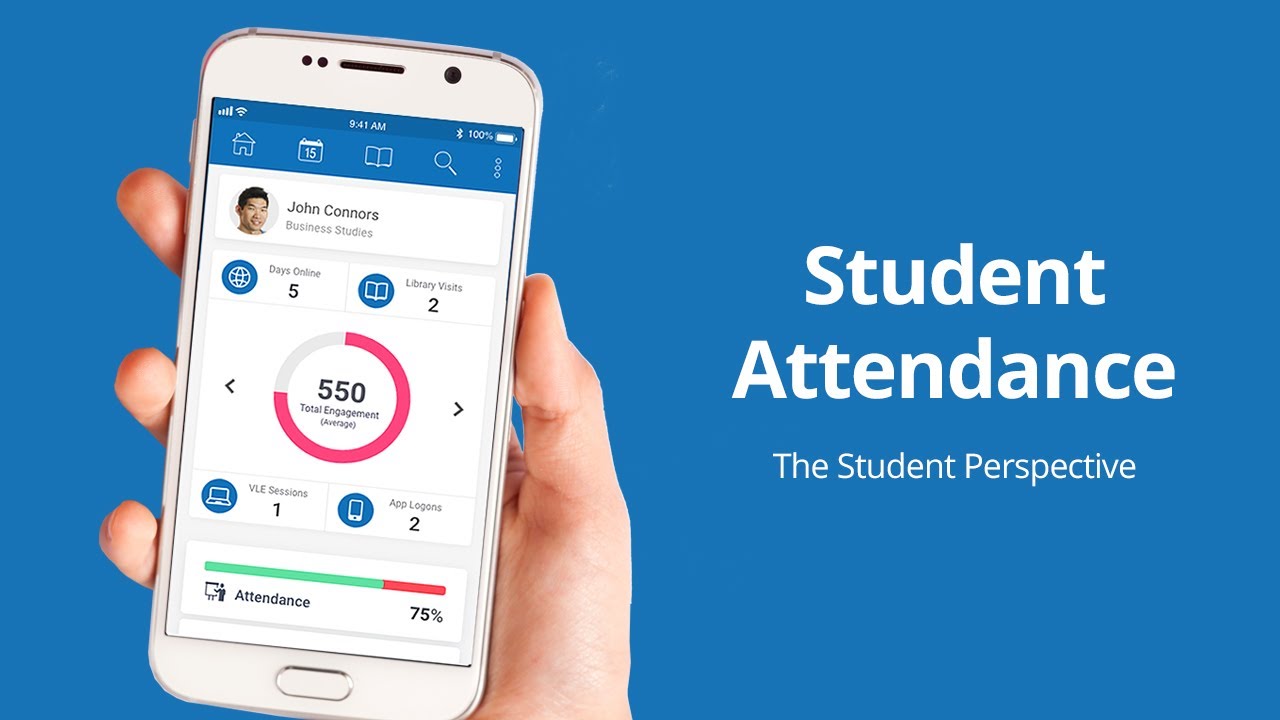 9:41 AM
100%
15
John Connors
Business Studies
Days Online
5
Library Visits
2
550
Total Engagement
(Average)
VLE Sessions
1
App Logons
2
Attendance
75%
Student
Attendance
The Student Perspective